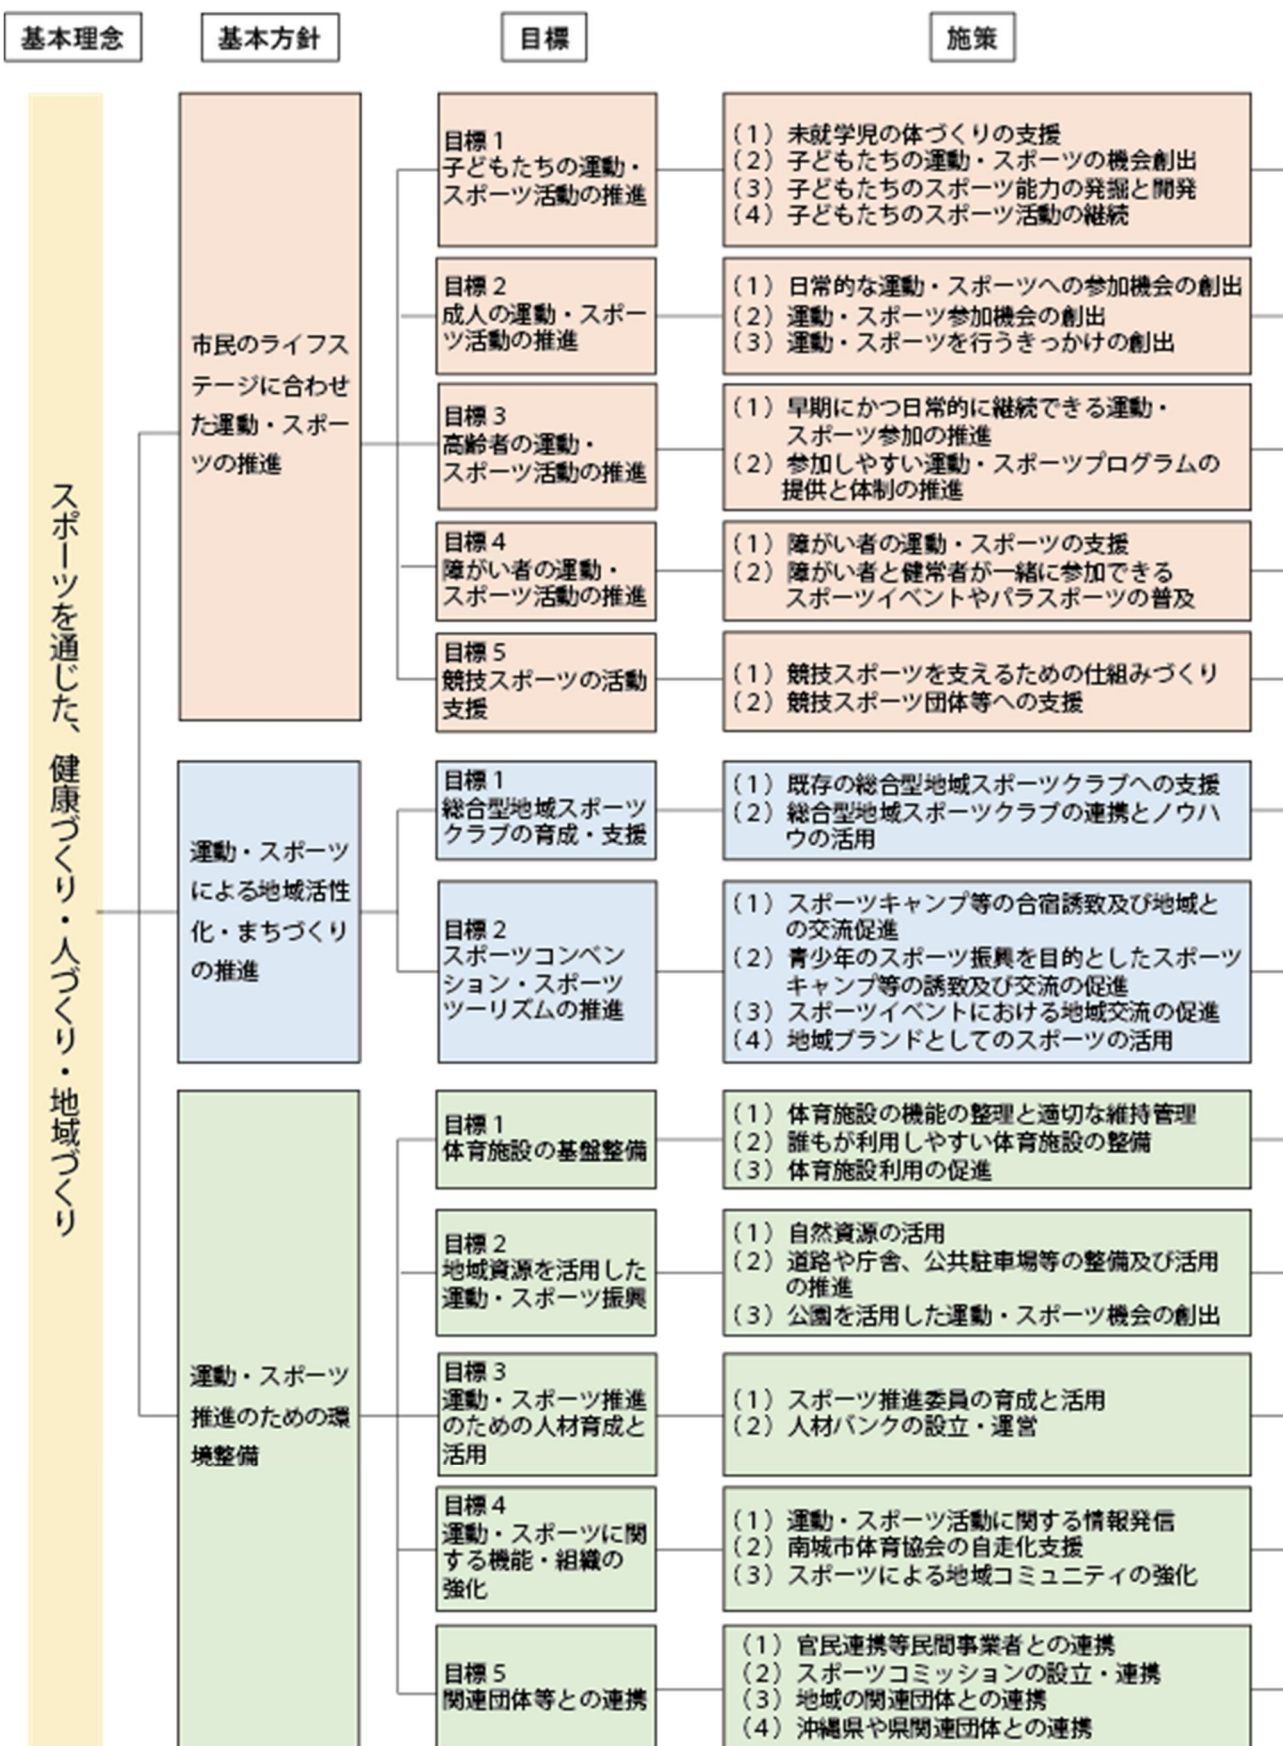 基本理念
基本方針
目標
施策
スポーツを通じた、健康づくり・人づくり・地域づくり
市民のライフス
テージに合わせ
た運動・スポー
ツの推進
目標1
子どもたちの運動・
スポーツ活動の推進
(1) 未就学児の体づくりの支援
(2) 子どもたちの運動・スポーツの機会創出
(3) 子どもたちのスポーツ能力の発掘と開発
(4) 子どもたちのスポーツ活動の継続
目標2
成人の運動・スポー
ツ活動の推進
(1) 日常的な運動・スポーツへの参加機会の創出
(2) 運動・スポーツ参加機会の創出
(3) 運動・スポーツを行うきっかけの創出
目標3
高齢者の運動・
スポーツ活動の推進
(1) 早期にかつ日常的に継続できる運動・
スポーツ参加の推進
(2) 参加しやすい運動・スポーツプログラムの
提供と体制の推進
目標4
障がい者の運動・
スポーツ活動の推進
(1) 障がい者の運動・スポーツの支援
(2) 障がい者と健常者が一緒に参加できる
スポーツイベントやパラスポーツの普及
目標5
競技スポーツの活動
支援
(1) 競技スポーツを支えるための仕組みづくり
(2) 競技スポーツ団体等への支援
運動・スポーツ
による地域活性
化・まちづくり
の推進
目標1
総合型地域スポーツ
クラブの育成・支援
(1) 既存の総合型地域スポーツクラブへの支援
(2) 総合型地域スポーツクラブの連携とノウハ
ウの活用
目標2
スポーツコンベン
ション・スポーツ
ツーリズムの推進
(1) スポーツキャンプ等の合宿誘致及び地域と
の交流促進
(2) 青少年のスポーツ振興を目的としたスポーツ
キャンプ等の誘致及び交流の促進
(3) スポーツイベントにおける地域交流の促進
(4) 地域ブランドとしてのスポーツの活用
運動・スポーツ
推進のための環
境整備
目標1
体育施設の基盤整備
(1) 体育施設の機能の整理と適切な維持管理
(2) 誰もが利用しやすい体育施設の整備
(3) 体育施設利用の促進
目標2
地域資源を活用した
運動・スポーツ振興
(1) 自然資源の活用
(2) 道路や庁舎、公共駐車場等の整備及び活用
の推進
(3) 公園を活用した運動・スポーツ機会の創出
目標3
運動・スポーツ推進
のための人材育成と
活用
(1) スポーツ推進委員の育成と活用
(2) 人材バンクの設立・運営
目標4
運動・スポーツに関
する機能・組織の
強化
(1) 運動・スポーツ活動に関する情報発信
(2) 南城市体育協会の自走化支援
(3) スポーツによる地域コミュニティの強化
目標5
関連団体等との連携
(1) 官民連携等民間事業者との連携
(2) スポーツコミッションの設立・連携
(3) 地域の関連団体との連携
(4) 沖縄県や県関連団体との連携